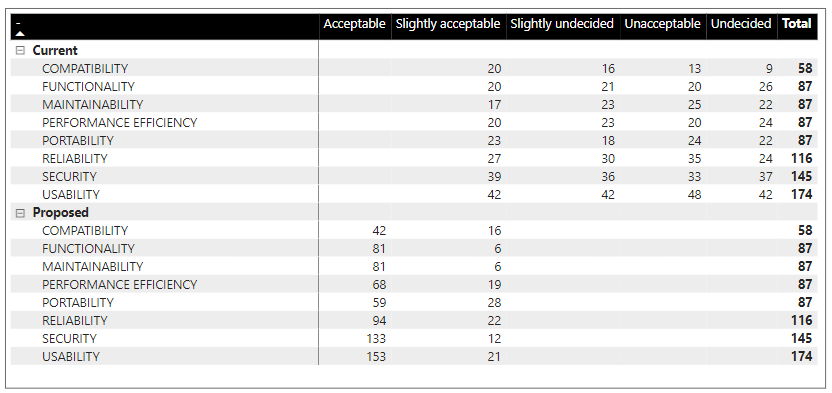 - Acceptable Slightly acceptable Slightly undecided Unacceptable Undecided Total
Current
COMPATIBILITY 20 16 13 9 58
FUNCTIONALITY 20 21 20 26 87
MAINTAINABILITY 17 23 25 22 87
PERFORMANCE EFFICIENCY 20 23 20 24 87
PORTABILITY 23 18 24 22 87
RELIABILITY 27 30 35 24 116
SECURITY 39 36 33 37 145
USABILITY 42 42 48 42 174
Proposed
COMPATIBILITY 42 16 58
FUNCTIONALITY 81 6 87
MAINTAINABILITY 81 6 87
PERFORMANCE EFFICIENCY 68 19 87
PORTABILITY 59 28 87
RELIABILITY 94 22 116
SECURITY 133 12 145
USABILITY 153 21 174